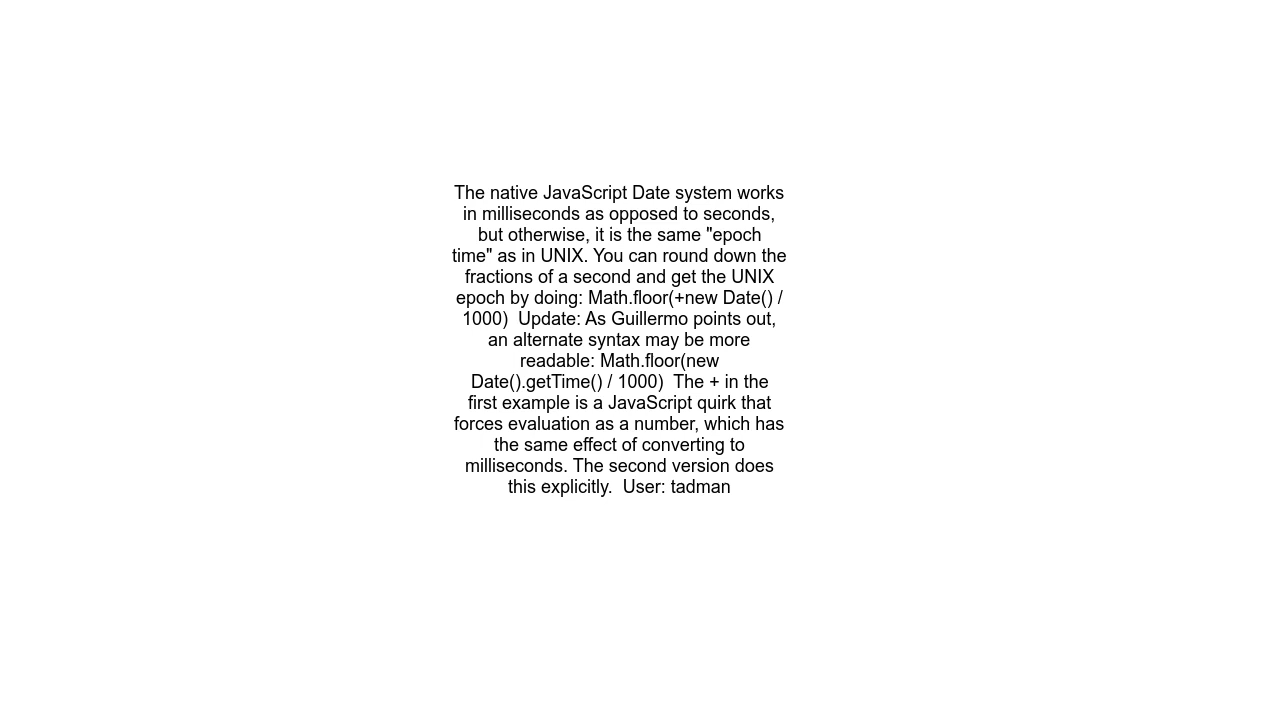 The native JavaScript Date system works
in milliseconds as opposed to seconds,
but otherwise, it is the same "epoch
time" as in UNIX. You can round down the
fractions of a second and get the UNIX
epoch by doing: Math.floor(+new Date() /
1000)  Update: As Guillermo points out,
an alternate syntax may be more
readable: Math.floor(new
Date().getTime() / 1000)  The + in the
first example is a JavaScript quirk that
forces evaluation as a number, which has
the same effect of converting to
milliseconds. The second version does
this explicitly.  User: tadman